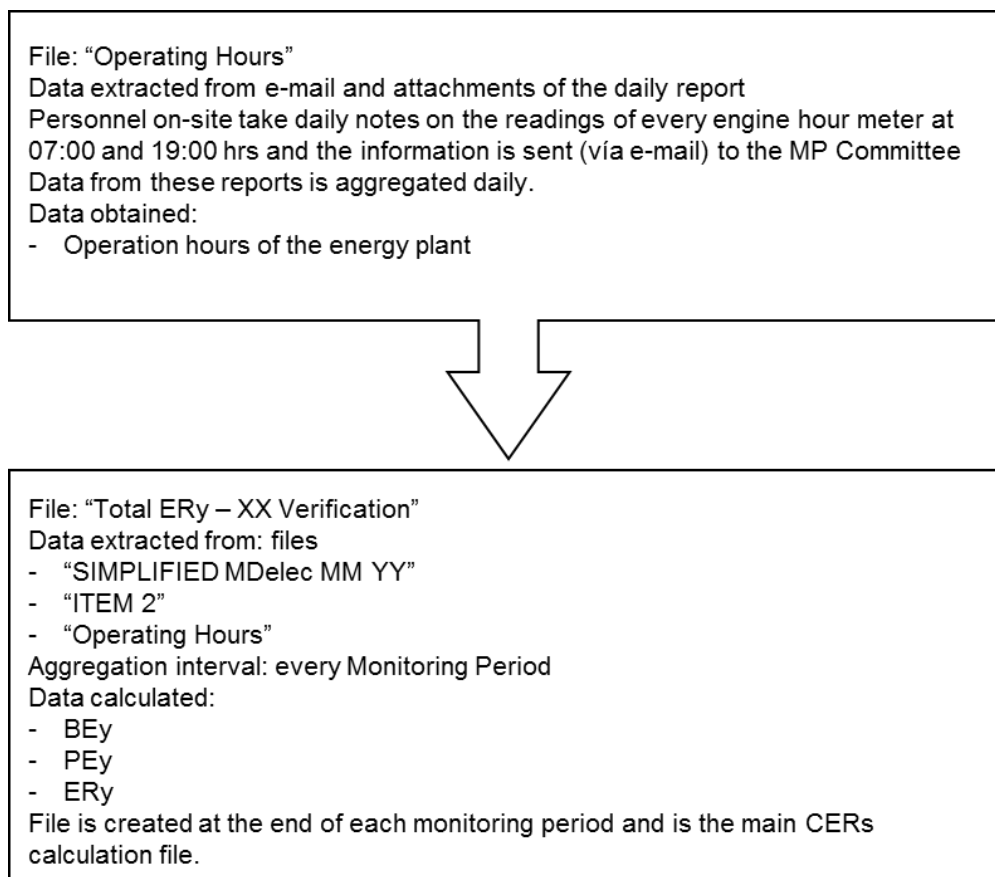 File: “Operating Hours”
Data extracted from e-mail and attachments of the daily report
Personnel on-site take daily notes on the readings of every engine hour meter at
07:00 and 19:00 hrs and the information is sent (vía e-mail) to the MP Committee
Data from these reports is aggregated daily.
Data obtained:
- Operation hours of the energy plant
File: “Total ERy – XX Verification”
Data extracted from: files
- “SIMPLIFIED MDelec MM YY”
- “ITEM 2”
- “Operating Hours”
Aggregation interval: every Monitoring Period
Data calculated:
- BEy
- PEy
- ERy
File is created at the end of each monitoring period and is the main CERs
calculation file.